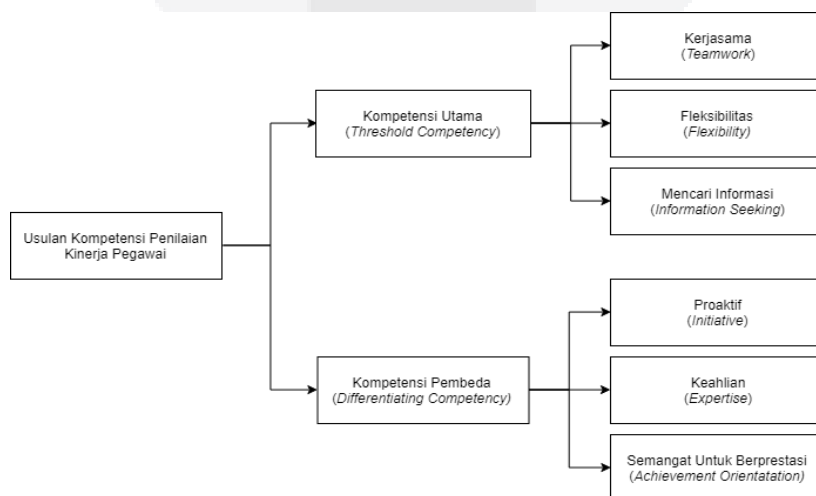 Kerjasama
(Teamwork)
Kompetensi Utama
(Threshold Competency)
Fleksibilitas
(Flexibility)
Mencari Informasi
(Information Seeking)
Usulan Kompetensi Penilaian
Kinerja Pegawai
Proaktif
(Initiative)
Kompetensi Pembeda
(Differentiating Competency)
Keahlian
(Expertise)
Semangat Untuk Berprestasi
(Achievement Orientatation)